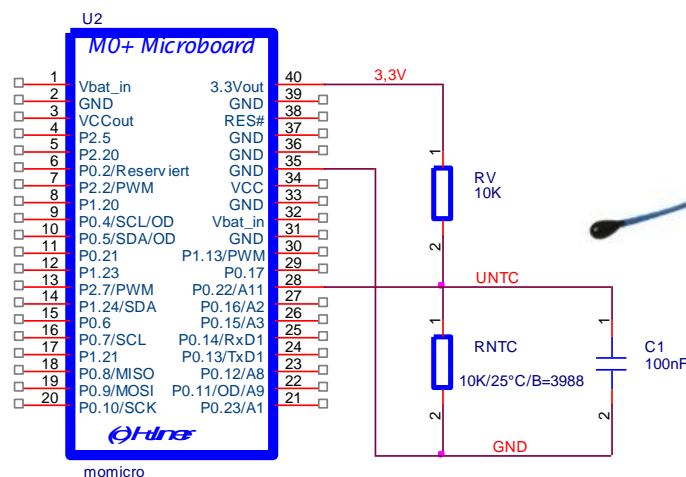 U2
M0+ Microboard
1 Vbat_in 3.3Vout 40
2 GND GND 39
3 VCCout RES# 38
4 P2.5 GND 37
5 P2.20 GND 36
6 P0.2/Reserviert GND 35
7 P2.2/PWM VCC 34
8 P1.20 GND 33
9 P0.4/SCL/OD Vbat_in 32
10 P0.5/SDA/OD GND 31
11 P0.21 P1.13/PWM 30
12 P1.23 P0.17 29
13 P2.7/PWM P0.22/A11 28
14 P1.24/SDA P0.16/A2 27
15 P0.6 P0.15/A3 26
16 P0.7/SCL P0.14/RxD1 25
17 P1.21 P0.13/TxD1 24
18 P0.8/MISO P0.12/A8 23
19 P0.9/MOSI P0.11/OD/A9 22
20 P0.10/SCK P0.23/A1 21
momicro
3,3V
1
RV
10K
2
UNTC
1
RNTC
10K/25°C/B=3988
2
1
C1
100nF
2
GND